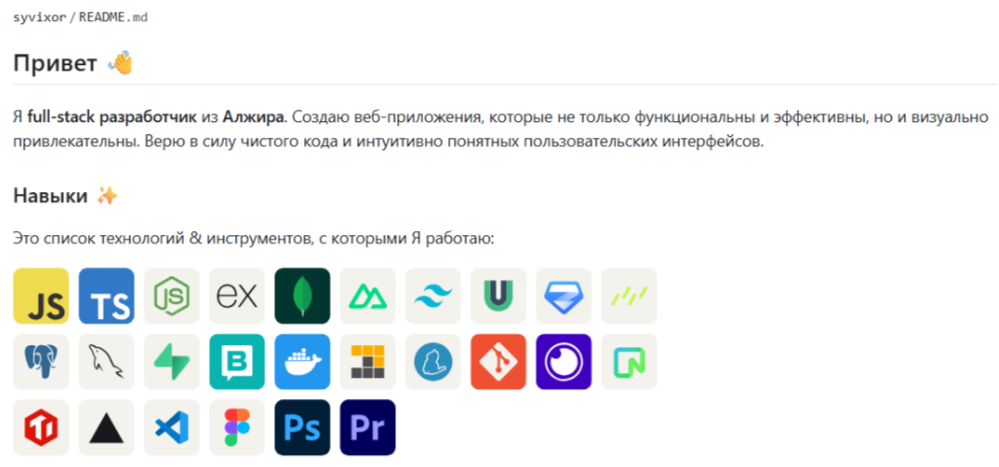 syvixor / README.md
Привет
Я full-stack разработчик из Алжира. Создаю веб-приложения, которые не только функциональны и эффективны, но и визуально
привлекательны. Верю в силу чистого кода и интуитивно понятных пользовательских интерфейсов.
Навыки
Это список технологий & инструментов, с которыми Я работаю:
JS TS JS ex U
B N
Ps Pr